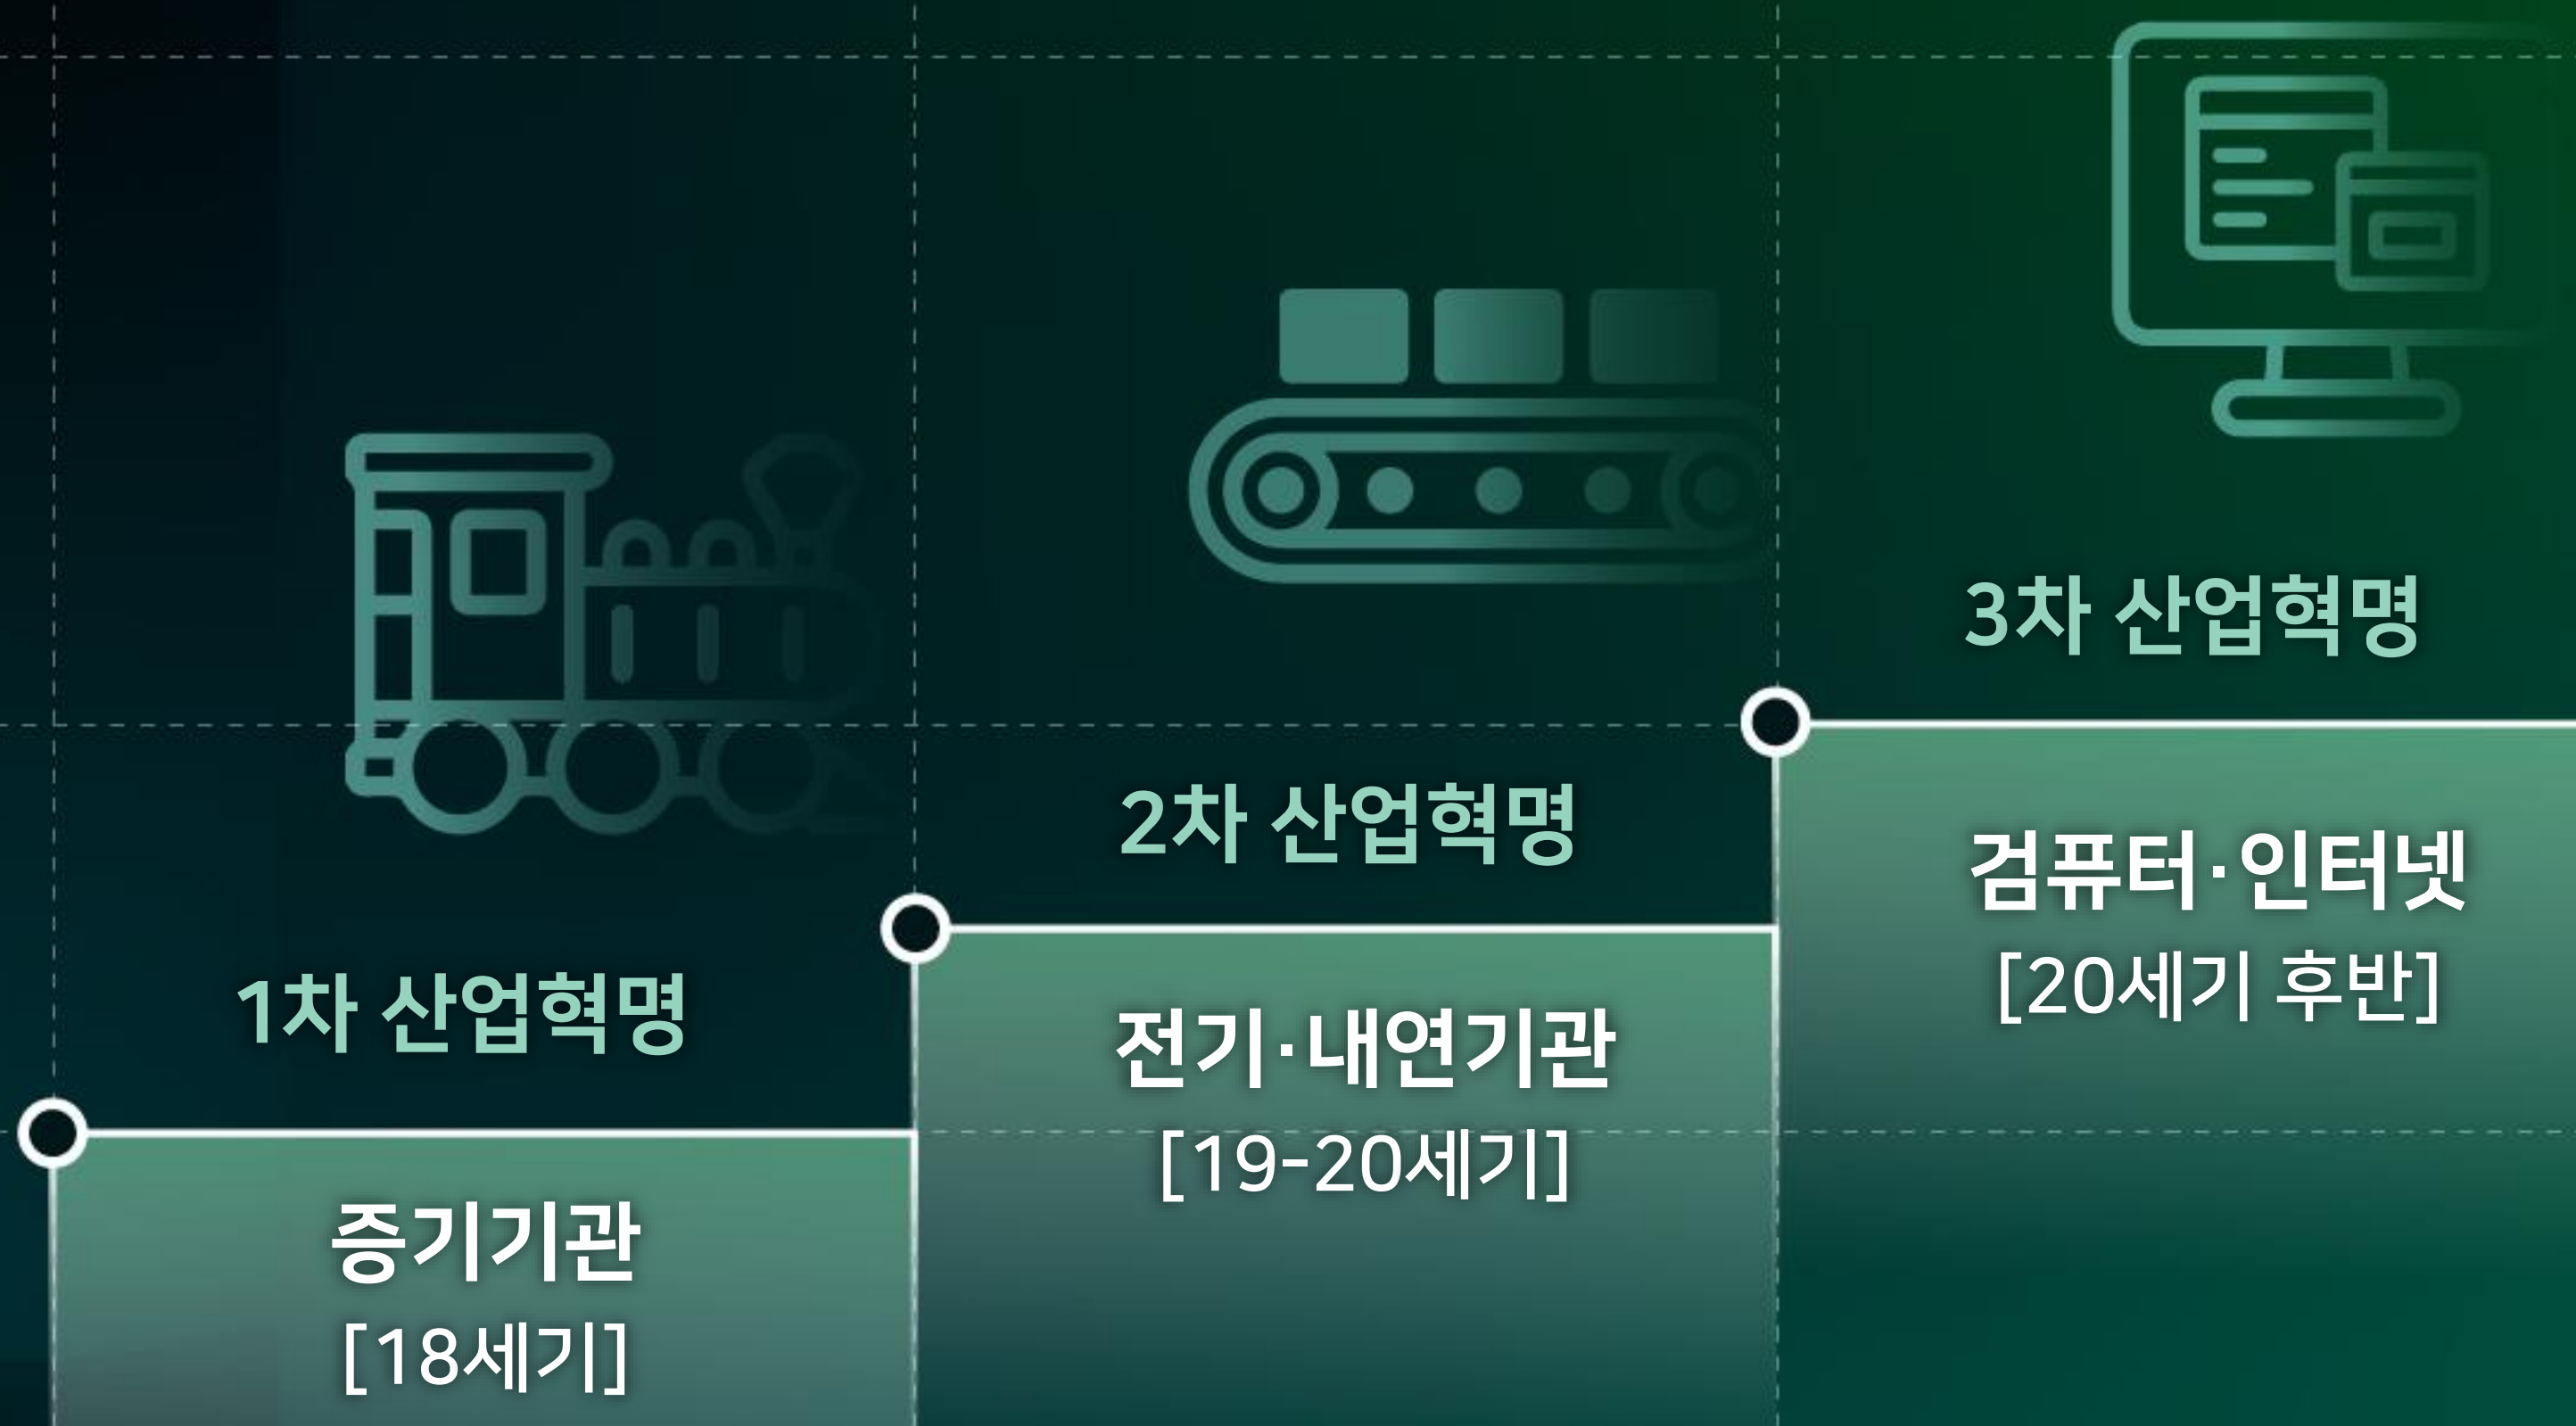 1차 산업혁명
증기기관
[18세기]
2차 산업혁명
전기·내연기관
[19-20세기]
3차 산업혁명
컴퓨터·인터넷
[20세기 후반]